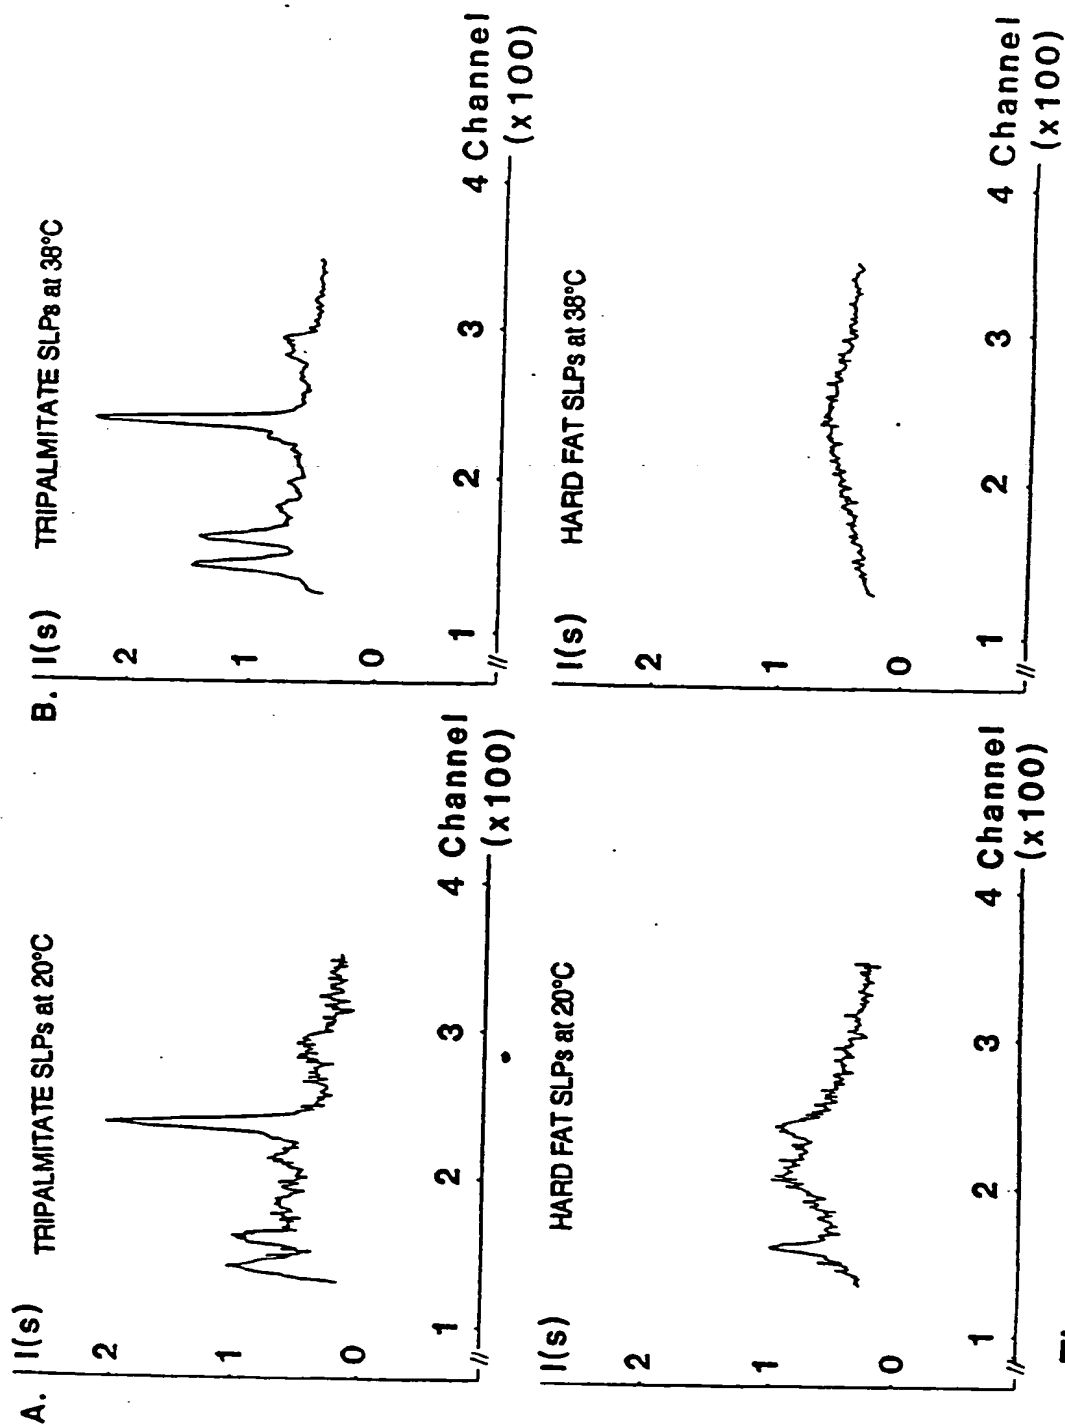 A.
I(s)
TRIPALMITATE SLPs at 20°C
2
1
0
1
2
3
4 Channel
(x100)
I(s)
HARD FAT SLPs at 20°C
2
1
0
1
2
3
4 Channel
(x100)
B.
I(s)
TRIPALMITATE SLPs at 38°C
2
1
0
1
2
3
4 Channel
(x100)
I(s)
HARD FAT SLPs at 38°C
2
1
0
1
2
3
4 Channel
(x100)